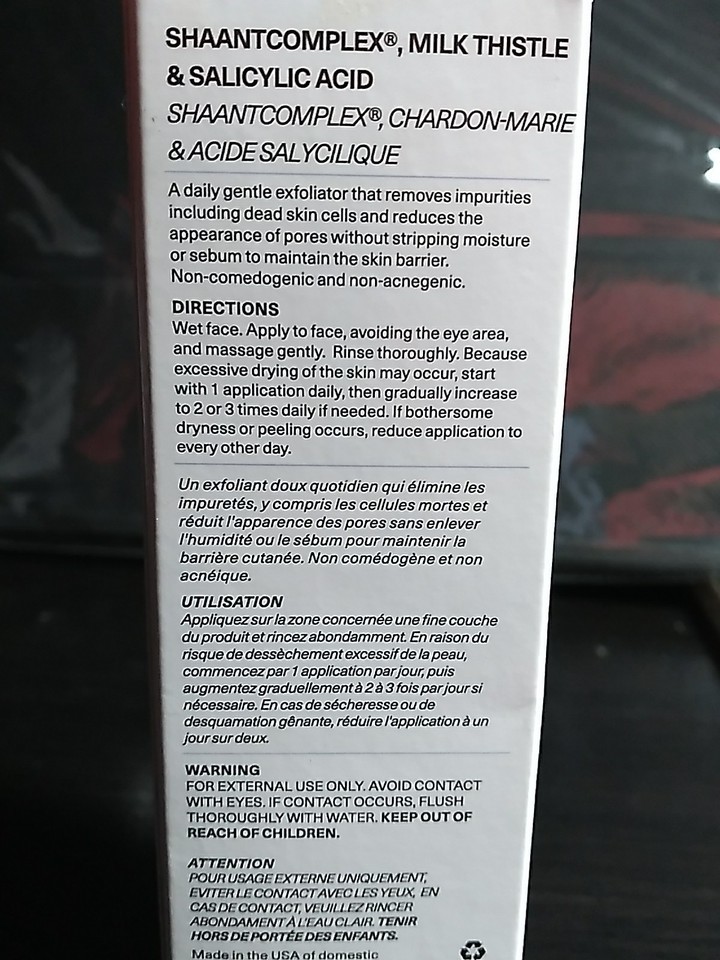 SHAANTCOMPLEX®, MILK THISTLE
& SALICYLIC ACID
SHAANTCOMPLEX®, CHARDON-MARIE
& ACIDE SALYCILIQUE
A daily gentle exfoliator that removes impurities
including dead skin cells and reduces the
appearance of pores without stripping moisture
or sebum to maintain the skin barrier.
Non-comedogenic and non-acnegenic.
DIRECTIONS
Wet face. Apply to face, avoiding the eye area,
and massage gently. Rinse thoroughly. Because
excessive drying of the skin may occur, start
with 1 application daily, then gradually increase
to 2 or 3 times daily if needed. If bothersome
dryness or peeling occurs, reduce application to
every other day.
Un exfoliant doux quotidien qui élimine les
impuretés, y compris les cellules mortes et
réduit l'apparence des pores sans enlever
l'humidité ou le sébum pour maintenir la
barrière cutanée. Non comédogène et non
acnéique.
UTILISATION
Appliquez sur la zone concernée une fine couche
du produit et rincez abondamment. En raison du
risque de dessèchement excessif de la peau,
commencez par 1 application par jour, puis
augmentez graduellement à 2 à 3 fois par jour si
nécessaire. En cas de sécheresse ou de
desquamation gênante, réduire l'application à un
jour sur deux.
WARNING
FOR EXTERNAL USE ONLY. AVOID CONTACT
WITH EYES. IF CONTACT OCCURS, FLUSH
THOROUGHLY WITH WATER. KEEP OUT OF
REACH OF CHILDREN.
ATTENTION
POUR USAGE EXTERNE UNIQUEMENT,
EVITER LE CONTACT AVEC LES YEUX, EN
CAS DE CONTACT, VEUILLEZ RINCER
ABONDAMENT À L'EAU CLAIR. TENIR
HORS DE PORTÉE DES ENFANTS.
Made in the USA of domestic